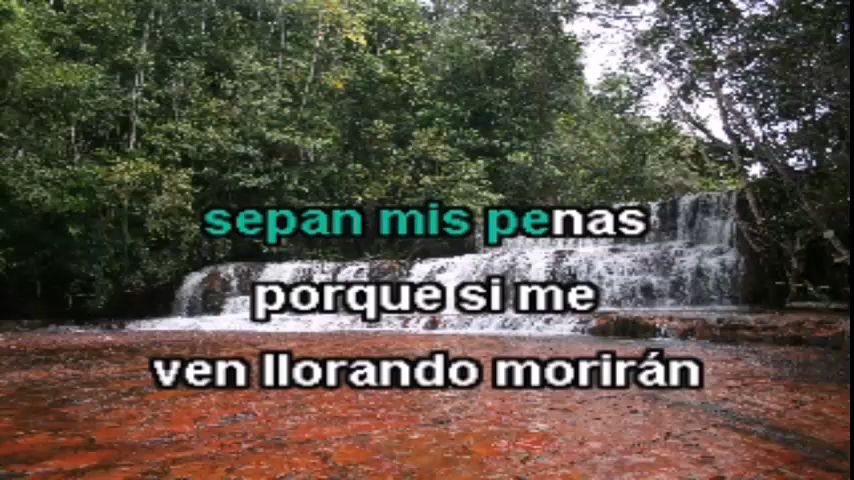 sepan mis penas
porque si me
ven llorando morirán